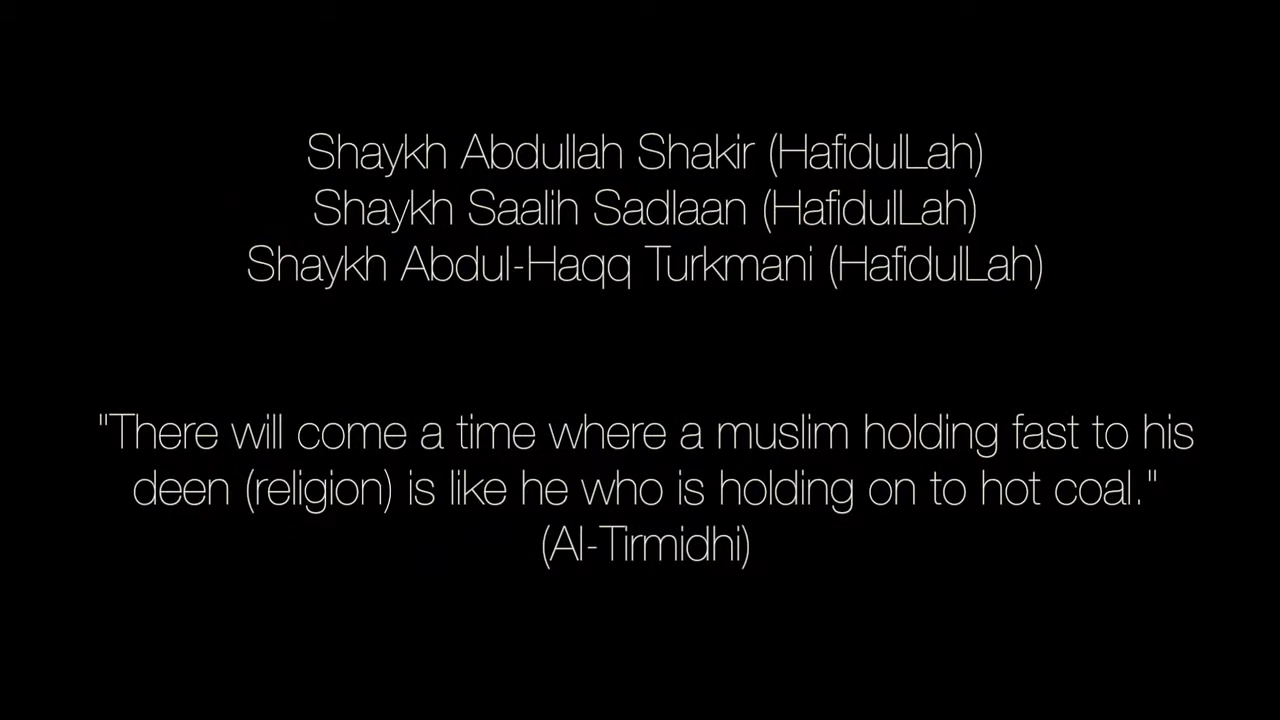 Shaykh Abdullah Shakir (HafidulLah)
Shaykh Saalih Sadlaan (HafidulLah)
Shaykh Abdul-Haqq Turkmani (HafidulLah)
"There will come a time where a muslim holding fast to his
deen (religion) is like he who is holding on to hot coal."
(Al-Tirmidhi)